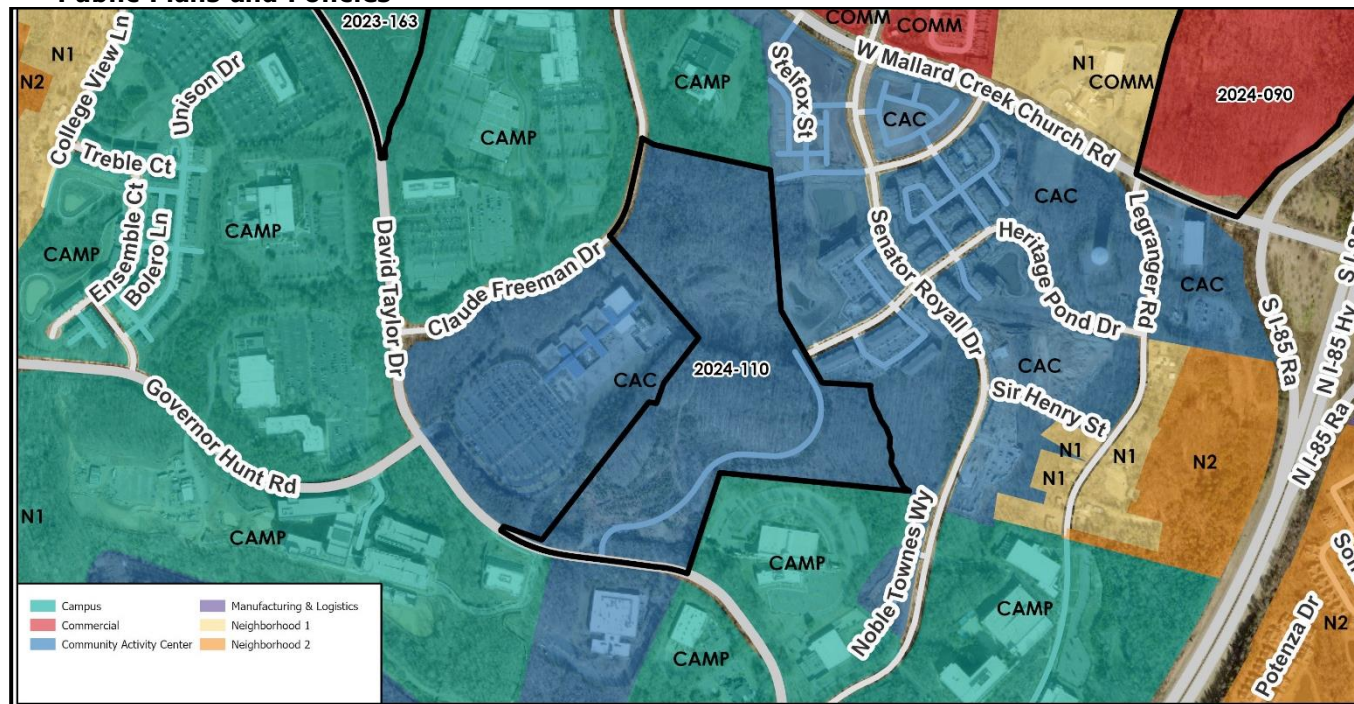 Public Plans and Policies
2023-163
COMM
COMM
W Mallard Creek Church Rd
N1
COMM
2024-090
N1
N2
College View Ln
Unison Dr
CAMP
CAMP
Stelfox St
CAC
Treble Ct
CAMP
CAMP
Ensemble Ct
Bolero Ln
David Taylor Dr
Claude Freeman Dr
Senator Royall Dr
CAC
Heritage Pond Dr
Legranger Rd
CAC
S I-85 Ra
N I-85 Hy
S I-85
N I-85 Ra
CAC
2024-110
CAC
Sir Henry St
N1
N1
N1
N2
Governor Hunt Rd
N1
CAMP
CAMP
Noble Townes Wy
CAMP
CAMP
Potenza Dr
N2
Campus
Commercial
Community Activity Center
Manufacturing & Logistics
Neighborhood 1
Neighborhood 2